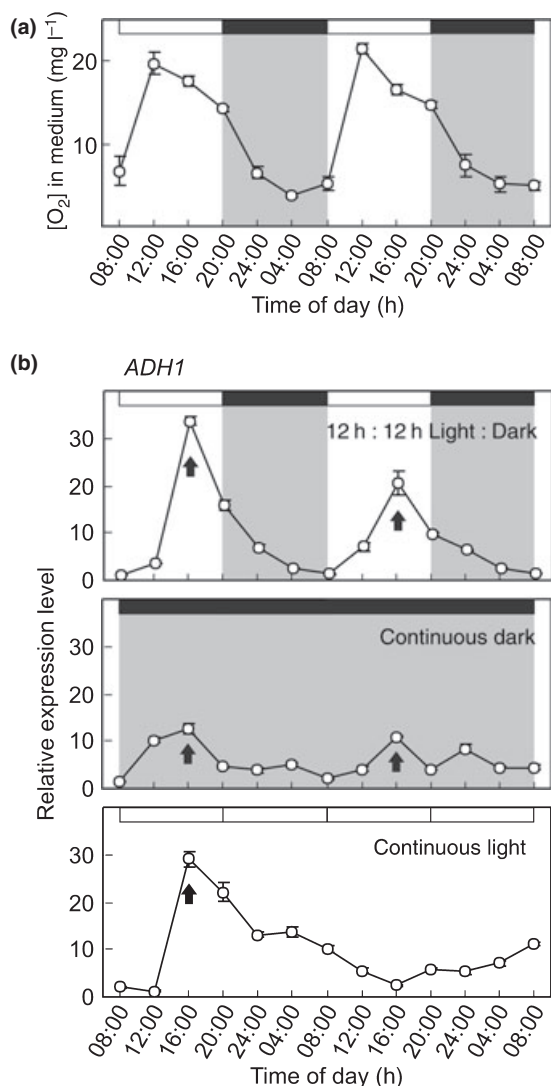 (a)
[O₂] in medium (mg l⁻¹)
20
10
08:00 12:00 16:00 20:00 24:00 04:00 08:00 12:00 16:00 20:00 24:00 04:00 08:00
Time of day (h)
(b)
ADH1
Relative expression level
12 h : 12 h Light : Dark
30
20
10
0
Continuous dark
30
20
10
0
Continuous light
30
20
10
0
08:00 12:00 16:00 20:00 24:00 04:00 08:00 12:00 16:00 20:00 24:00 04:00 08:00
Time of day (h)